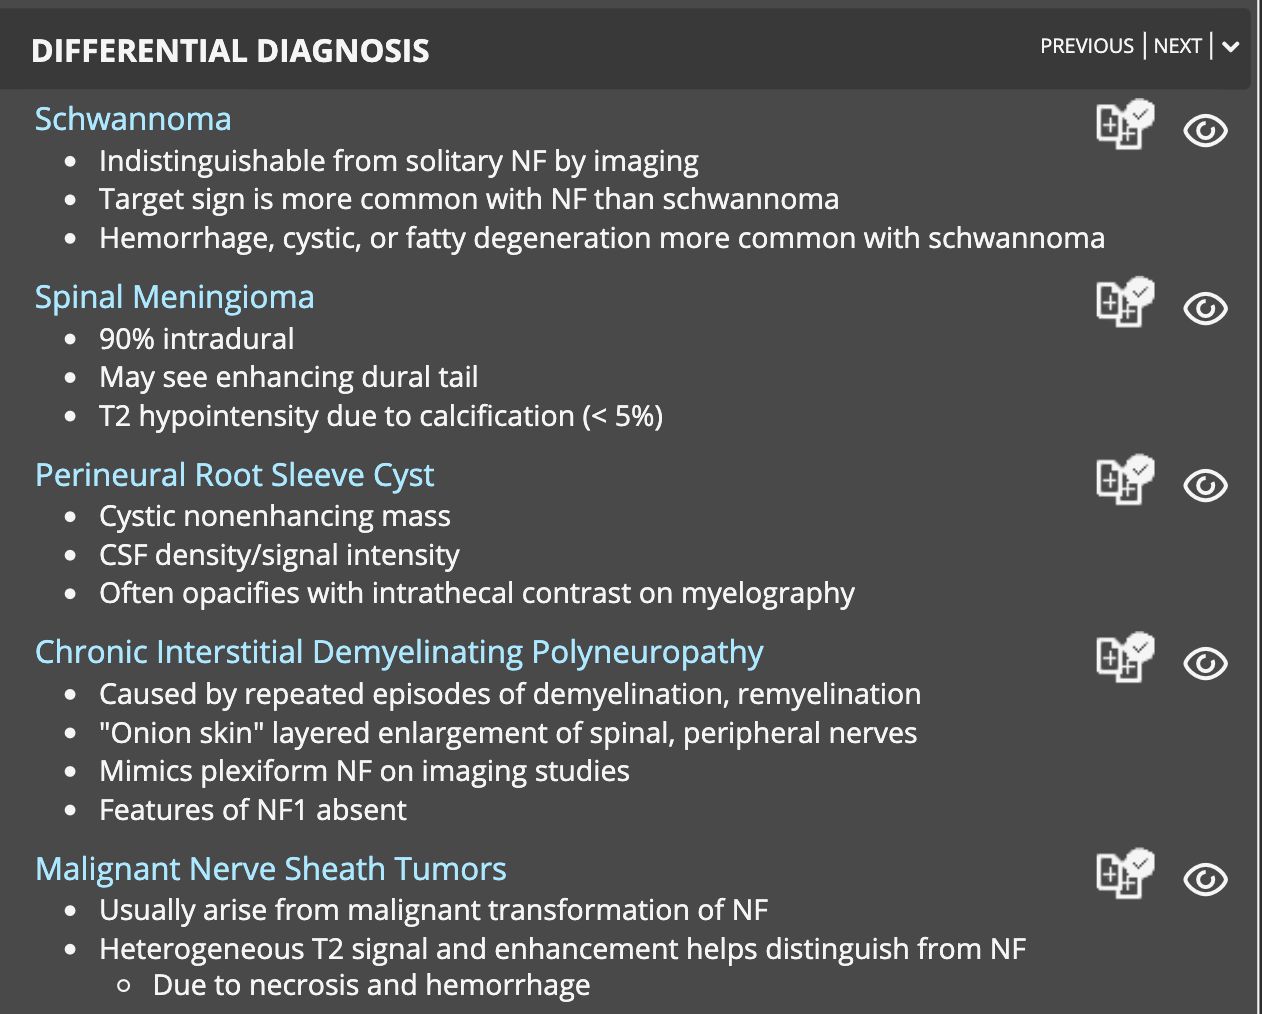 DIFFERENTIAL DIAGNOSIS
PREVIOUS | NEXT |
Schwannoma
• Indistinguishable from solitary NF by imaging
• Target sign is more common with NF than schwannoma
• Hemorrhage, cystic, or fatty degeneration more common with schwannoma
Spinal Meningioma
• 90% intradural
• May see enhancing dural tail
• T2 hypointensity due to calcification (< 5%)
Perineural Root Sleeve Cyst
• Cystic nonenhancing mass
• CSF density/signal intensity
• Often opacifies with intrathecal contrast on myelography
Chronic Interstitial Demyelinating Polyneuropathy
• Caused by repeated episodes of demyelination, remyelination
• "Onion skin" layered enlargement of spinal, peripheral nerves
• Mimics plexiform NF on imaging studies
• Features of NF1 absent
Malignant Nerve Sheath Tumors
• Usually arise from malignant transformation of NF
• Heterogeneous T2 signal and enhancement helps distinguish from NF
○ Due to necrosis and hemorrhage